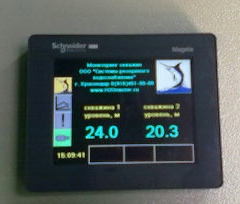 Schneider
Magelis
Мониторинг скважин
ООО "Системы резервного
водоснабжения"
г. Краснодар
скважина 1
скважина 2
уровень, м
уровень, м
24.0
20.3
15:09:41